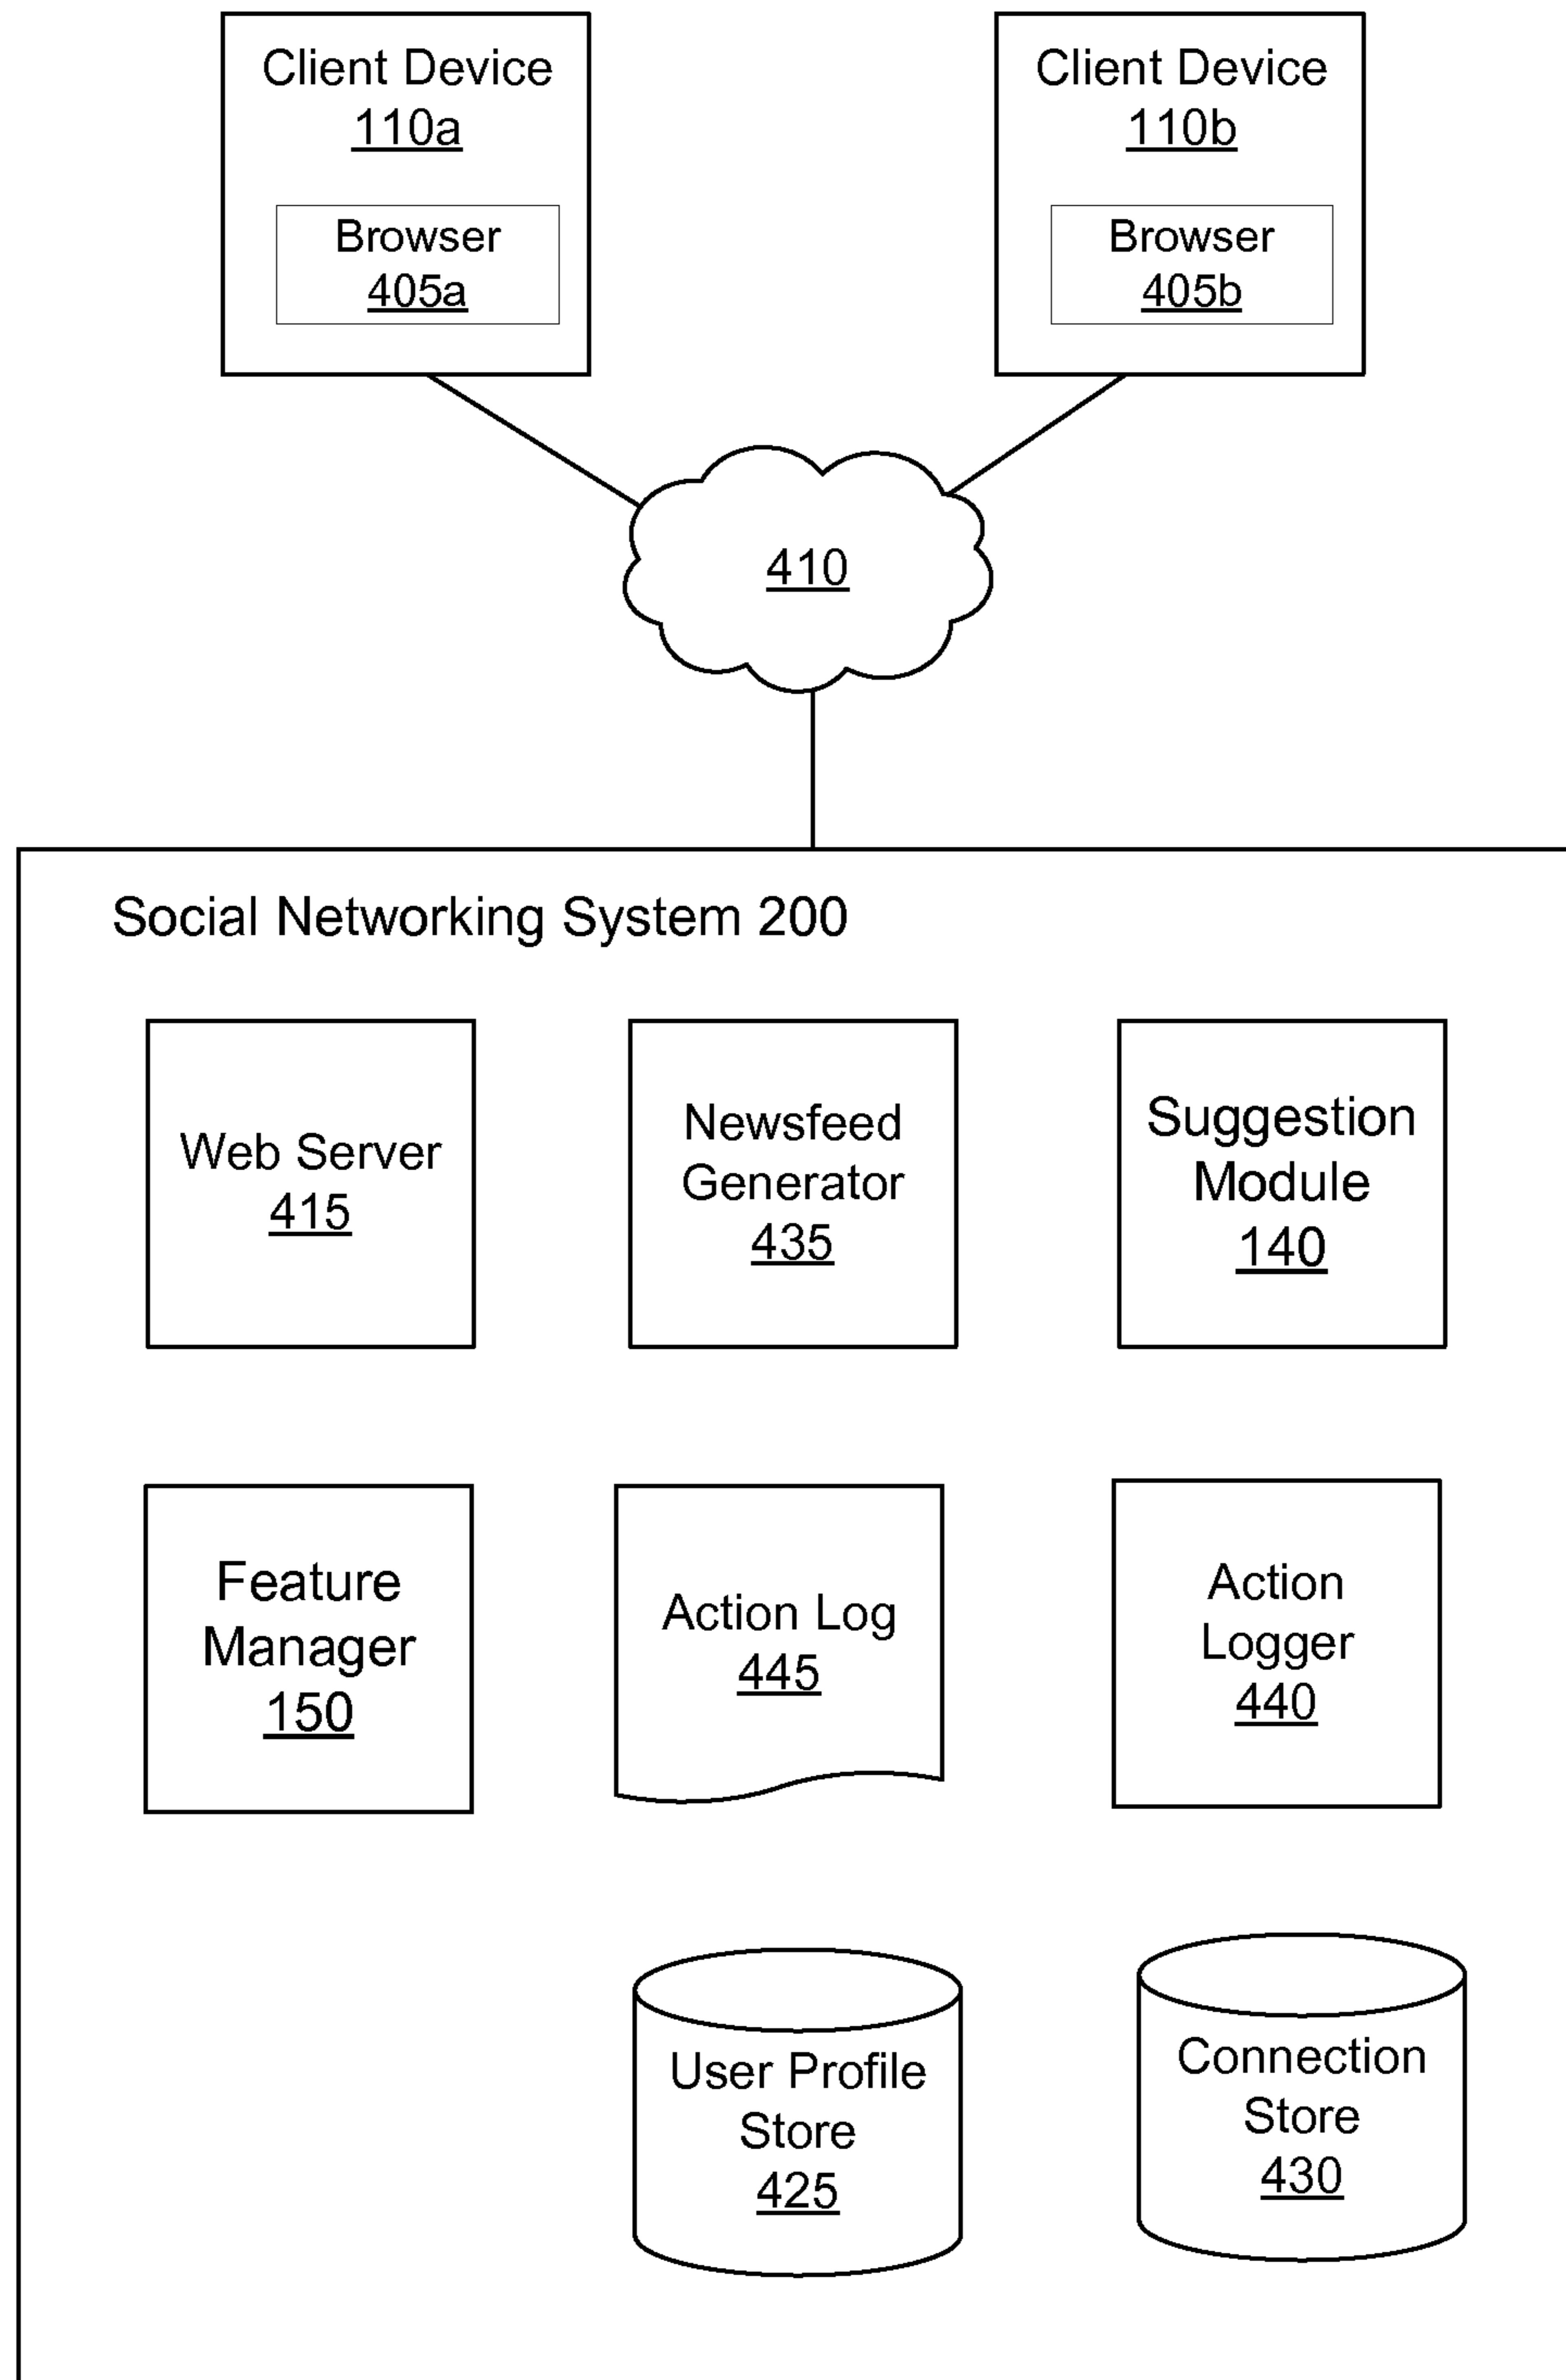 Client Device
110a
Browser
405a
Client Device
110b
Browser
405b
410
Social Networking System 200
Web Server
415
Newsfeed
Generator
435
Suggestion
Module
140
Feature
Manager
150
Action Log
445
Action
Logger
440
User Profile
Store
425
Connection
Store
430